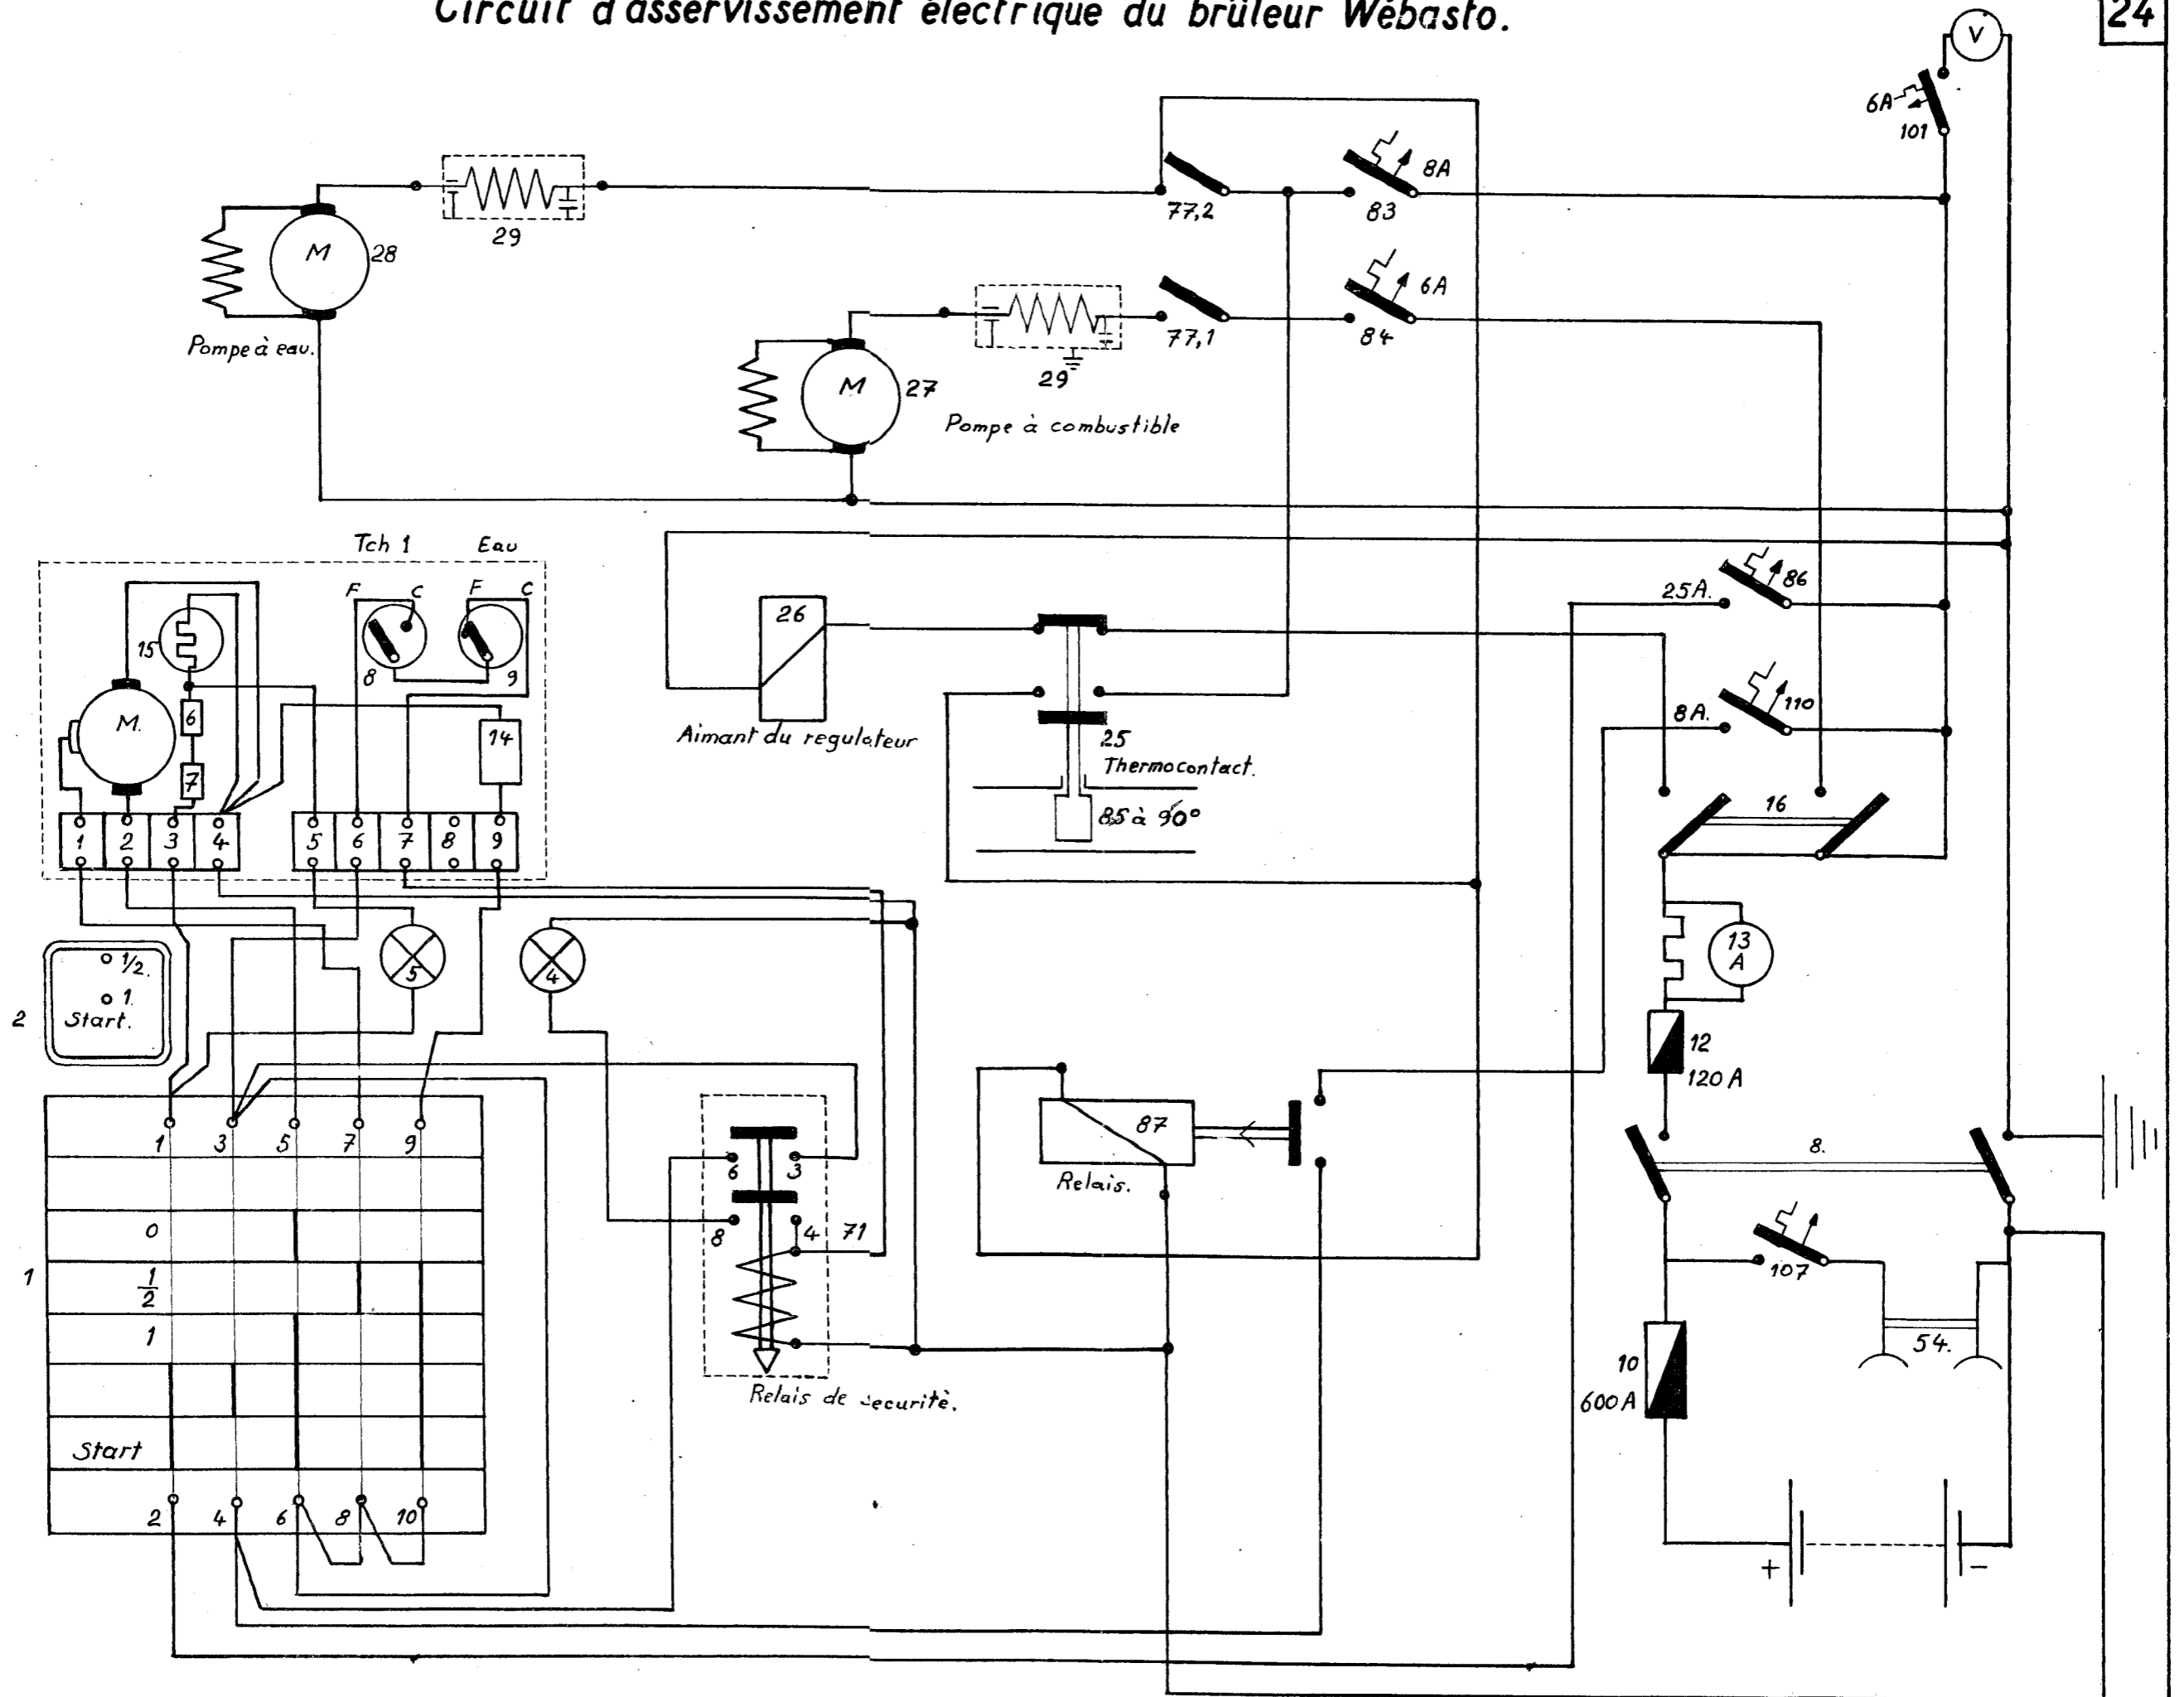 Circuit d'asservissement électrique du brûleur Wébasto.
24
V
6A
101
8A
77,2
83
29
M
28
6A
77,1
84
Pompe à eau.
29
M
27
Pompe à combustible
Tch 1
Eau
F
C
F
C
86
25A.
15
26
8
9
M.
6
14
110
8A.
Aimant du regulateur
25
Thermocontact.
7
16
85 à 90°
1
2
3
4
5
6
7
8
9
1/2.
1.
Start.
2
5
4
13
A
12
120 A
1
3
5
7
9
87
Relais.
8.
6
3
0
8
4
71
1
1/2
107
1
54.
10
600A
Relais de securitè.
Start
2
4
6
8
10
+
-